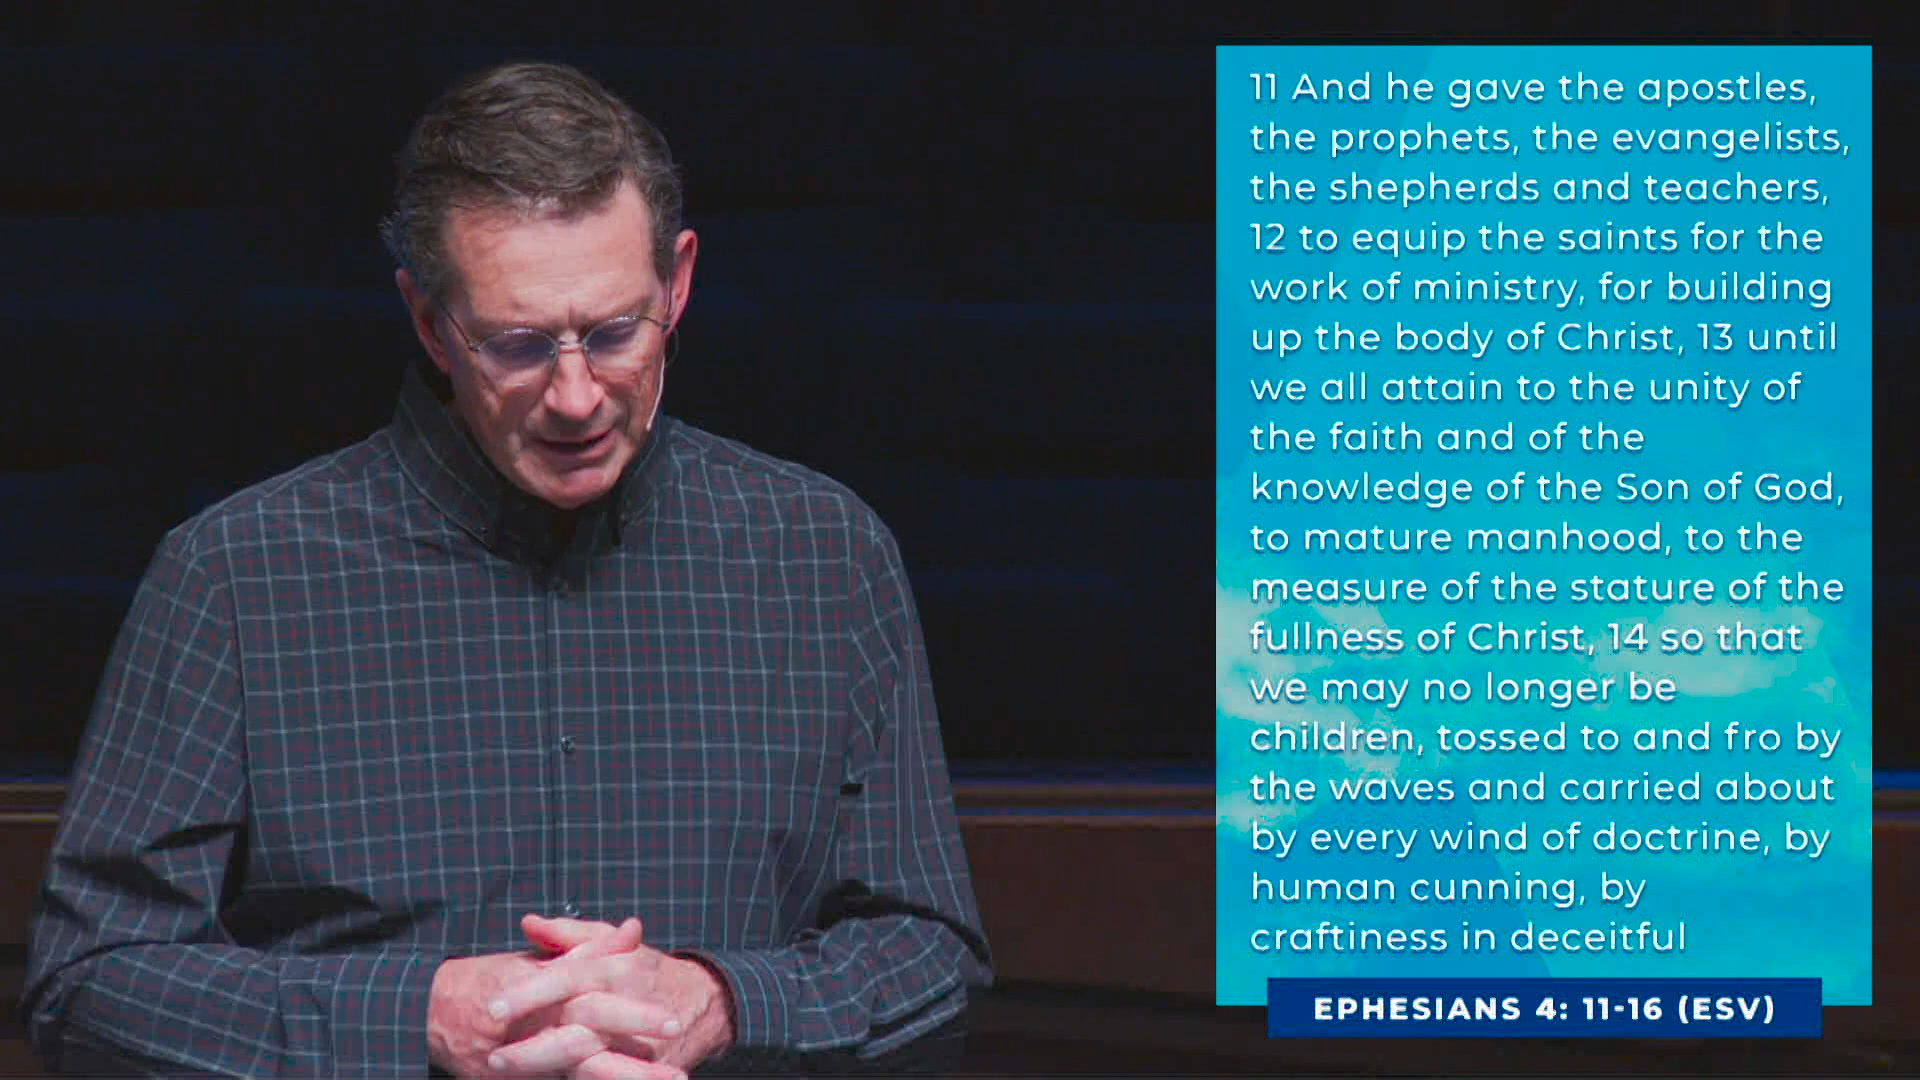 11 And he gave the apostles,
the prophets, the evangelists,
the shepherds and teachers,
12 to equip the saints for the
work of ministry, for building
up the body of Christ, 13 until
we all attain to the unity of
the faith and of the
knowledge of the Son of God,
to mature manhood, to the
measure of the stature of the
fullness of Christ, 14 so that
we may no longer be
children, tossed to and fro by
the waves and carried about
by every wind of doctrine, by
human cunning, by
craftiness in deceitful
EPHESIANS 4: 11-16 (ESV)